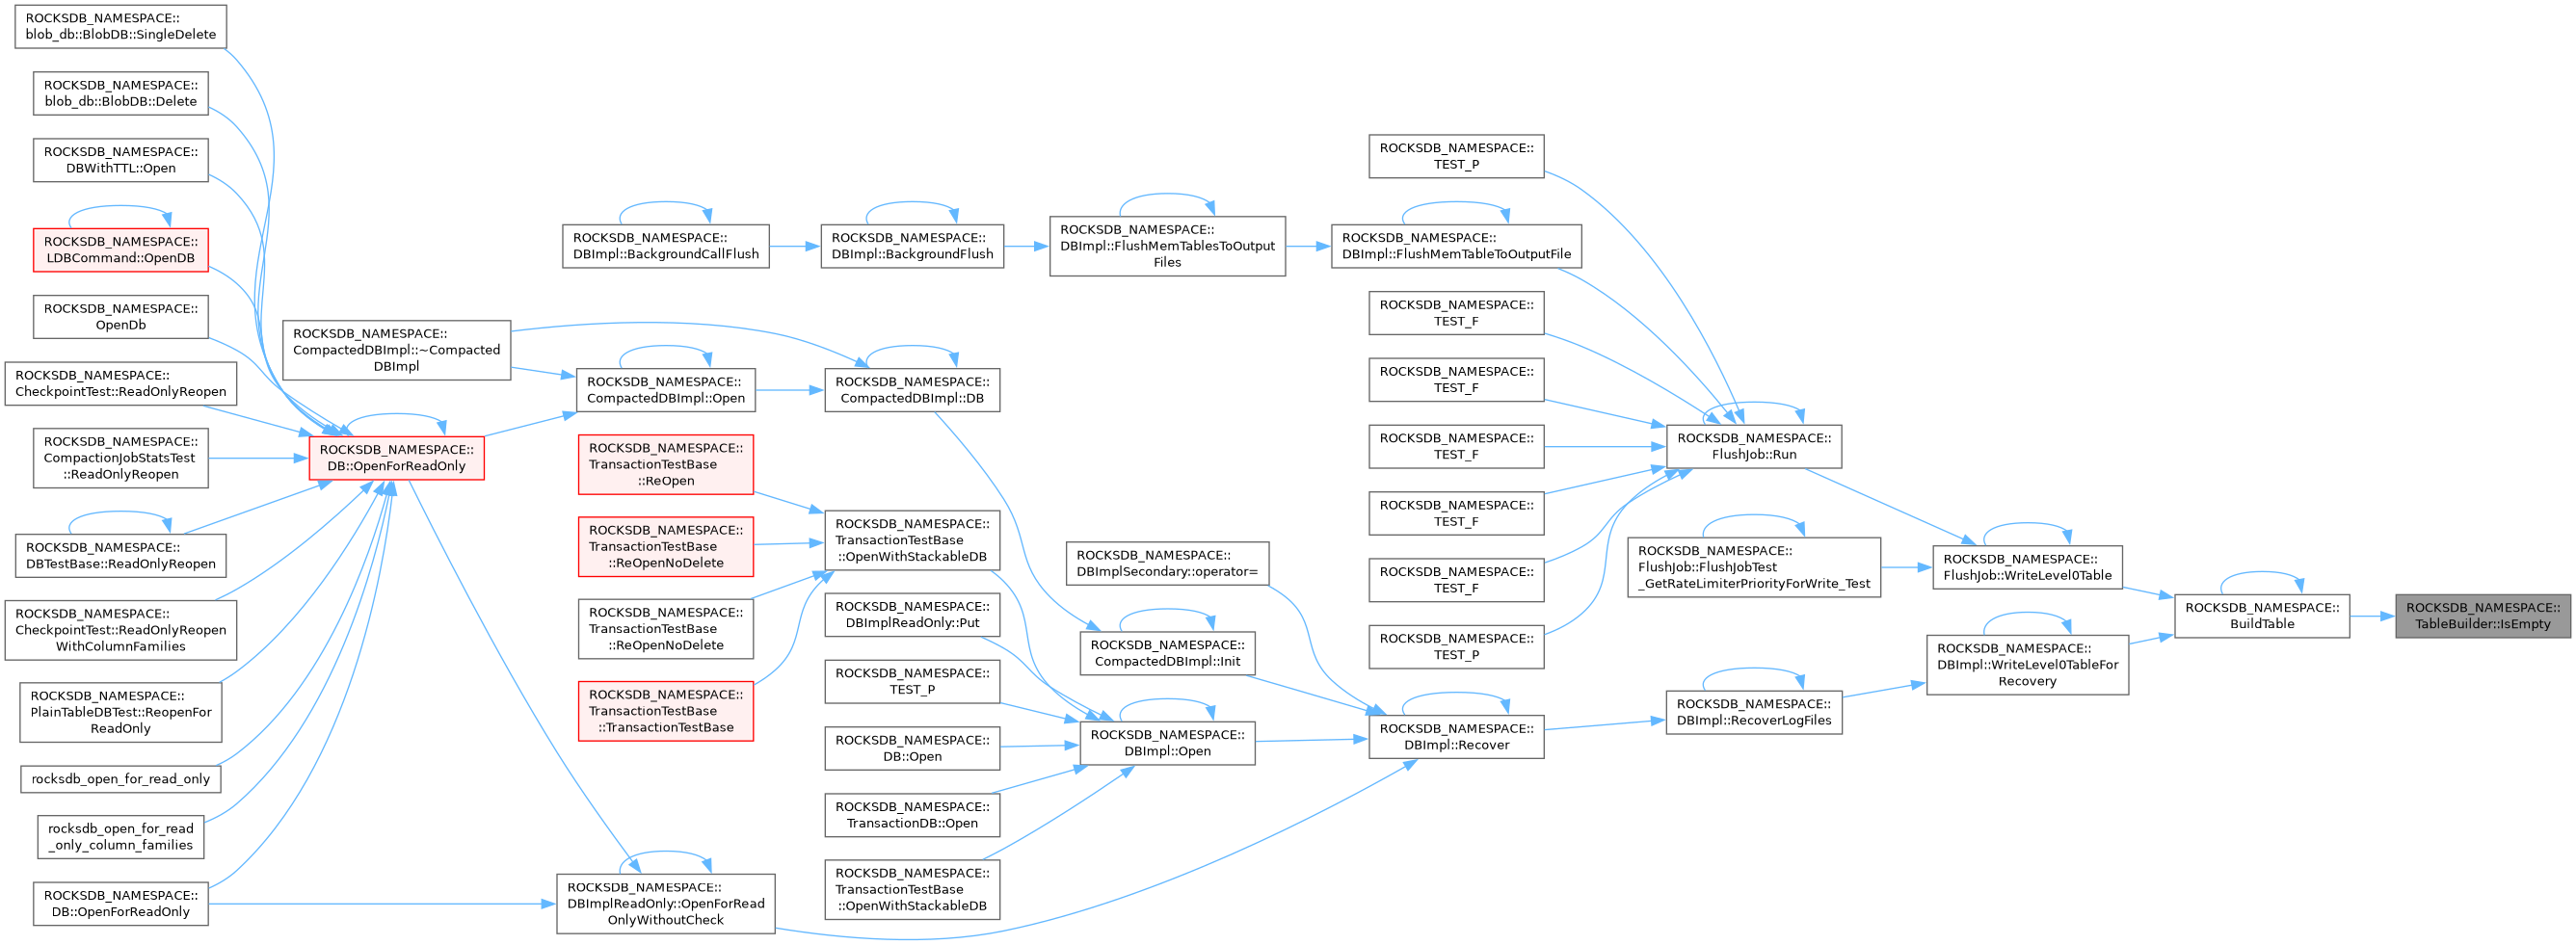 ROCKSDB_NAMESPACE::
blob_db::BlobDB::SingleDelete
ROCKSDB_NAMESPACE::
blob_db::BlobDB::Delete
ROCKSDB_NAMESPACE::
DBWithTTL::Open
ROCKSDB_NAMESPACE::
LDBCommand::OpenDB
ROCKSDB_NAMESPACE::
OpenDb
ROCKSDB_NAMESPACE::
CheckpointTest::ReadOnlyReopen
ROCKSDB_NAMESPACE::
CompactionJobStatsTest
::ReadOnlyReopen
ROCKSDB_NAMESPACE::
DBTestBase::ReadOnlyReopen
ROCKSDB_NAMESPACE::
CheckpointTest::ReadOnlyReopen
WithColumnFamilies
ROCKSDB_NAMESPACE::
PlainTableDBTest::ReopenFor
ReadOnly
rocksdb_open_for_read_only
rocksdb_open_for_read
_only_column_families
ROCKSDB_NAMESPACE::
DB::OpenForReadOnly
ROCKSDB_NAMESPACE::
CompactedDBImpl::~Compacted
DBImpl
ROCKSDB_NAMESPACE::
DB::OpenForReadOnly
ROCKSDB_NAMESPACE::
DBImpl::BackgroundCallFlush
ROCKSDB_NAMESPACE::
CompactedDBImpl::Open
ROCKSDB_NAMESPACE::
TransactionTestBase
::ReOpen
ROCKSDB_NAMESPACE::
TransactionTestBase
::ReOpenNoDelete
ROCKSDB_NAMESPACE::
TransactionTestBase
::ReOpenNoDelete
ROCKSDB_NAMESPACE::
TransactionTestBase
::TransactionTestBase
ROCKSDB_NAMESPACE::
DBImplReadOnly::OpenForRead
OnlyWithoutCheck
ROCKSDB_NAMESPACE::
DBImpl::BackgroundFlush
ROCKSDB_NAMESPACE::
CompactedDBImpl::DB
ROCKSDB_NAMESPACE::
TransactionTestBase
::OpenWithStackableDB
ROCKSDB_NAMESPACE::
DBImplReadOnly::Put
ROCKSDB_NAMESPACE::
TEST_P
ROCKSDB_NAMESPACE::
DB::Open
ROCKSDB_NAMESPACE::
TransactionDB::Open
ROCKSDB_NAMESPACE::
TransactionTestBase
::OpenWithStackableDB
ROCKSDB_NAMESPACE::
DBImpl::FlushMemTablesToOutput
Files
ROCKSDB_NAMESPACE::
DBImplSecondary::operator=
ROCKSDB_NAMESPACE::
CompactedDBImpl::Init
ROCKSDB_NAMESPACE::
DBImpl::Open
ROCKSDB_NAMESPACE::
TEST_P
ROCKSDB_NAMESPACE::
DBImpl::FlushMemTableToOutputFile
ROCKSDB_NAMESPACE::
TEST_F
ROCKSDB_NAMESPACE::
TEST_F
ROCKSDB_NAMESPACE::
TEST_F
ROCKSDB_NAMESPACE::
TEST_F
ROCKSDB_NAMESPACE::
TEST_F
ROCKSDB_NAMESPACE::
TEST_P
ROCKSDB_NAMESPACE::
DBImpl::Recover
ROCKSDB_NAMESPACE::
FlushJob::Run
ROCKSDB_NAMESPACE::
FlushJob::FlushJobTest
_GetRateLimiterPriorityForWrite_Test
ROCKSDB_NAMESPACE::
DBImpl::RecoverLogFiles
ROCKSDB_NAMESPACE::
FlushJob::WriteLevel0Table
ROCKSDB_NAMESPACE::
DBImpl::WriteLevel0TableFor
Recovery
ROCKSDB_NAMESPACE::
BuildTable
ROCKSDB_NAMESPACE::
TableBuilder::IsEmpty